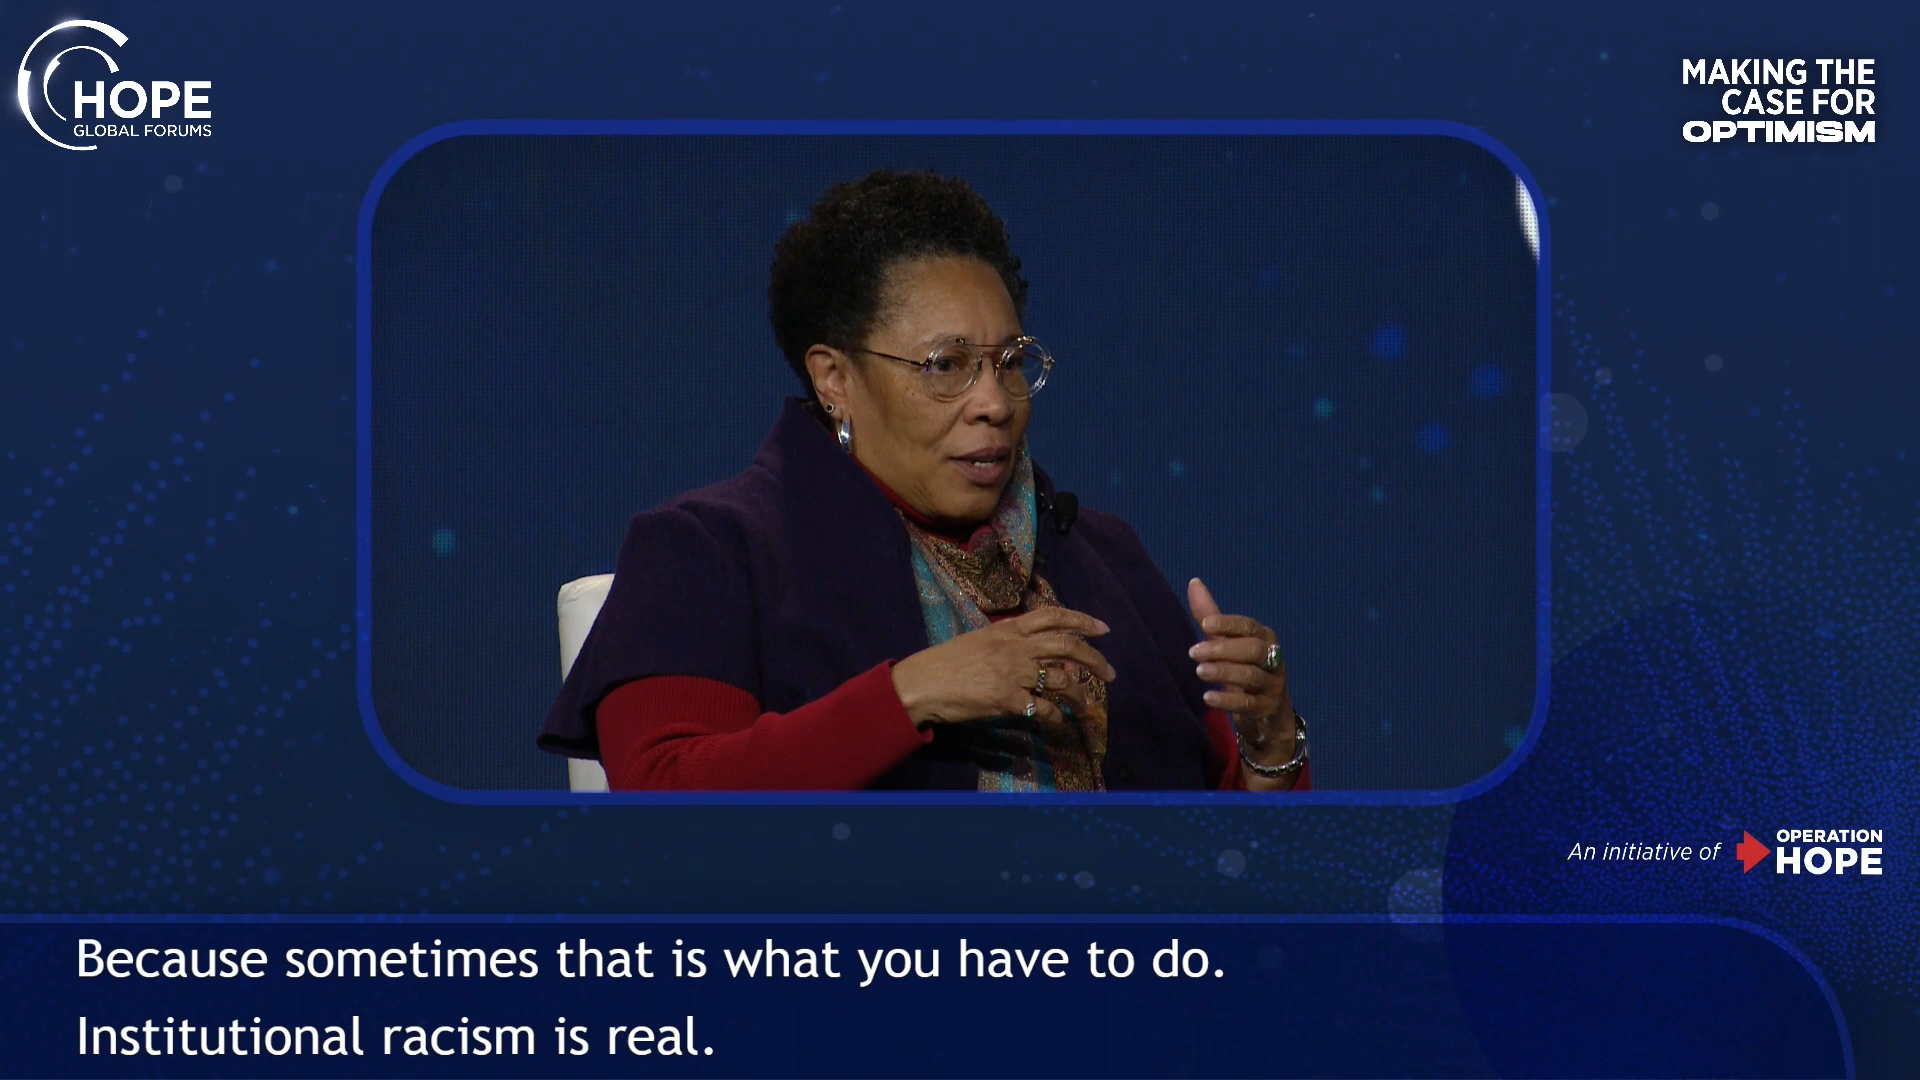 HOPE
GLOBAL FORUMS
MAKING THE
CASE FOR
OPTIMISM
An initiative of
OPERATION
HOPE
Because sometimes that is what you have to do.
Institutional racism is real.